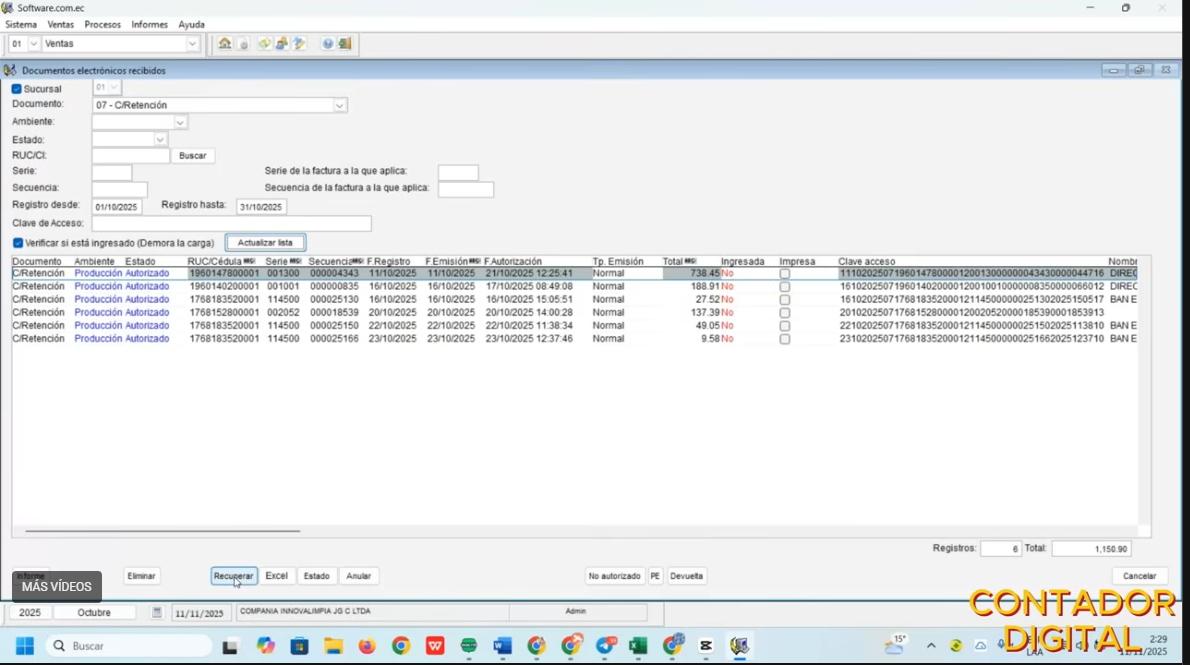 Software.com.ec
Sistema Ventas Procesos Informes Ayuda
01 Ventas
Documentos electrónicos recibidos
Sucursal 01
Documento: 07 - C/Retención
Ambiente:
Estado:
RUC/CI: Buscar
Serie: Serie de la factura a la que aplica:
Secuencia: Secuencia de la factura a la que aplica:
Registro desde: 01/10/2025 Registro hasta: 31/10/2025
Clave de Acceso:
Verificar si está ingresado (Demora la carga) Actualizar lista
Documento Ambiente Estado RUC/Cédula Serie Secuencia F.Registro F.Emisión F.Autorización Tp. Emisión Total Ingresada Impresa Clave acceso Nombr
C/Retención Producción Autorizado 1960147800001 001300 000004343 11/10/2025 11/10/2025 21/10/2025 12:25:41 Normal 738.45 No 1110202507196014780000120013000000043430000044716 DIREC
C/Retención Producción Autorizado 1960140200001 001001 000000835 16/10/2025 16/10/2025 17/10/2025 08:49:08 Normal 188.91 No 1610202507196014020000120010010000008350000066012 DIREC
C/Retención Producción Autorizado 1768183520001 114500 000025130 16/10/2025 16/10/2025 16/10/2025 15:05:51 Normal 27.52 No 1610202507176818352000121145000000251302025150517 BAN E
C/Retención Producción Autorizado 1768152800001 002052 000018539 20/10/2025 20/10/2025 20/10/2025 14:00:28 Normal 137.39 No 2010202507176815280000120020520000185390001853913
C/Retención Producción Autorizado 1768183520001 114500 000025150 22/10/2025 22/10/2025 22/10/2025 11:38:34 Normal 49.05 No 2210202507176818352000121145000000251502025113810 BAN E
C/Retención Producción Autorizado 1768183520001 114500 000025166 23/10/2025 23/10/2025 23/10/2025 12:37:46 Normal 9.58 No 2310202507176818352000121145000000251662025123710 BAN E
Registros: 6 Total: 1,150.90
Informe Eliminar Recuperar Excel Estado Anular No autorizado PE Devuelta Cancelar
MÁS VÍDEOS
2025 Octubre 11/11/2025 COMPANIA INNOVALIMPIA JG C LTDA Admin
CONTADOR
DIGITAL
Buscar 15° LAA 2:29
11/11/2025